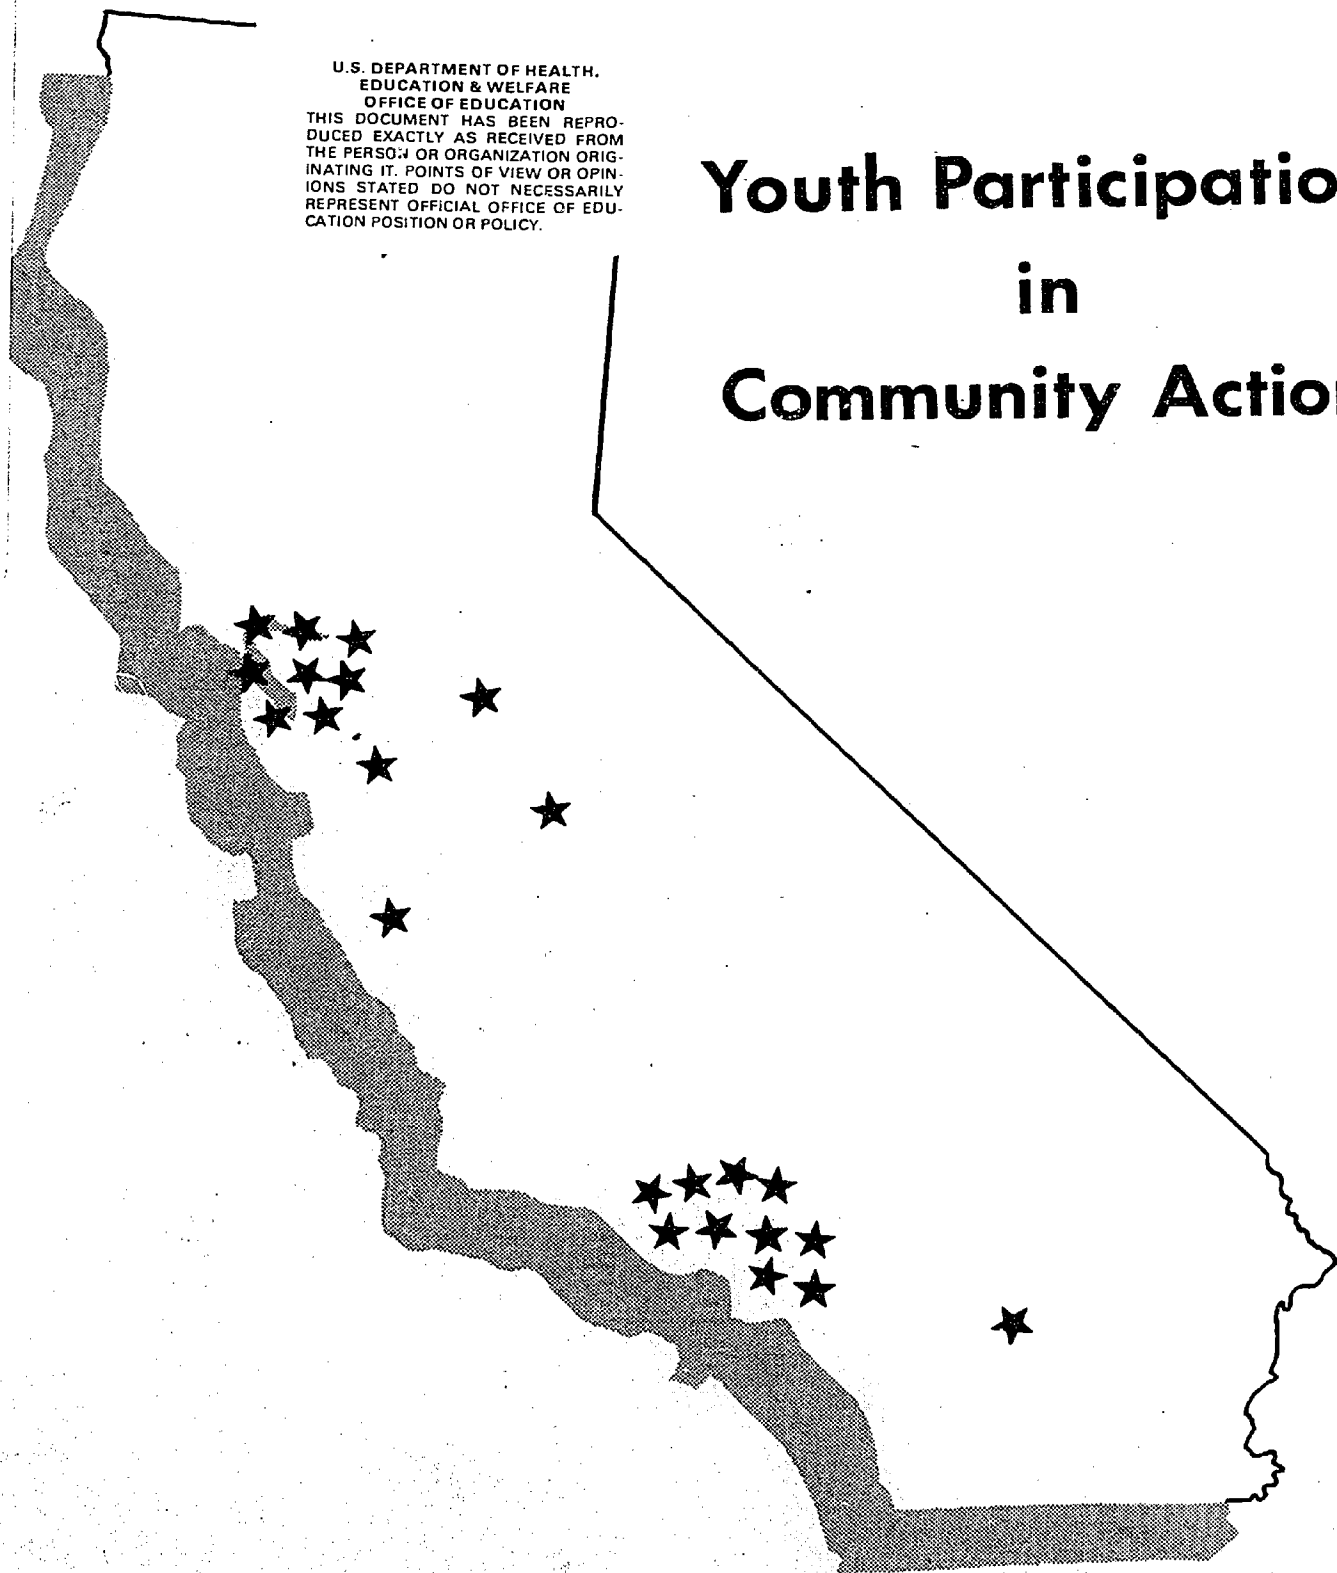 U.S. DEPARTMENT OF HEALTH,
EDUCATION & WELFARE
OFFICE OF EDUCATION
THIS DOCUMENT HAS BEEN REPRO-
DUCED EXACTLY AS RECEIVED FROM
THE PERSON OR ORGANIZATION ORIG-
INATING IT. POINTS OF VIEW OR OPIN-
IONS STATED DO NOT NECESSARILY
REPRESENT OFFICIAL OFFICE OF EDU-
CATION POSITION OR POLICY.
Youth Participatio
in
Community Action